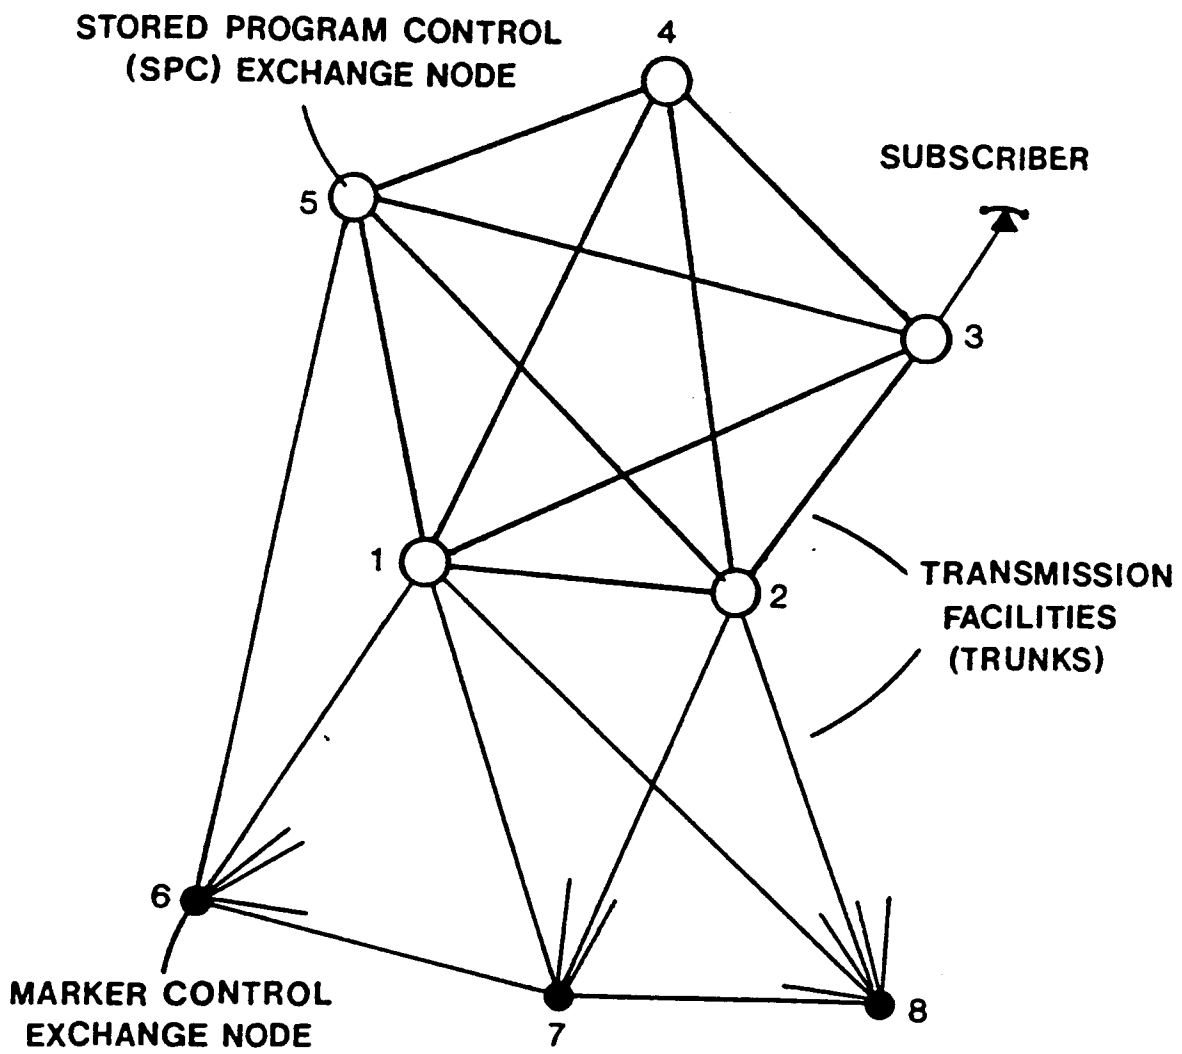 STORED PROGRAM CONTROL
(SPC) EXCHANGE NODE
4
SUBSCRIBER
5
3
1
2
TRANSMISSION
FACILITIES
(TRUNKS)
6
MARKER CONTROL
EXCHANGE NODE
7
8